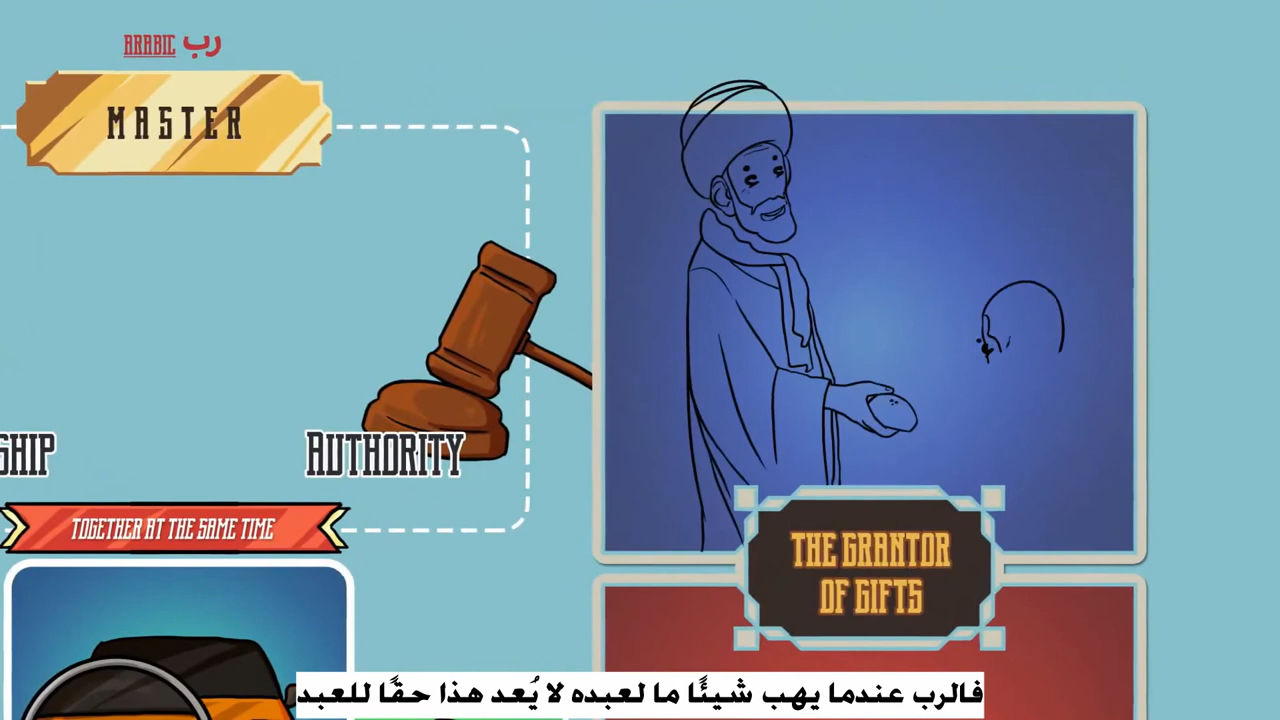 ARABIC رب
MASTER
SHIP
AUTHORITY
TOGETHER AT THE SAME TIME
THE GRANTOR
OF GIFTS
فالرب عندما يهب شيئًا ما لعبده لا يُعد هذا حقًا للعبد